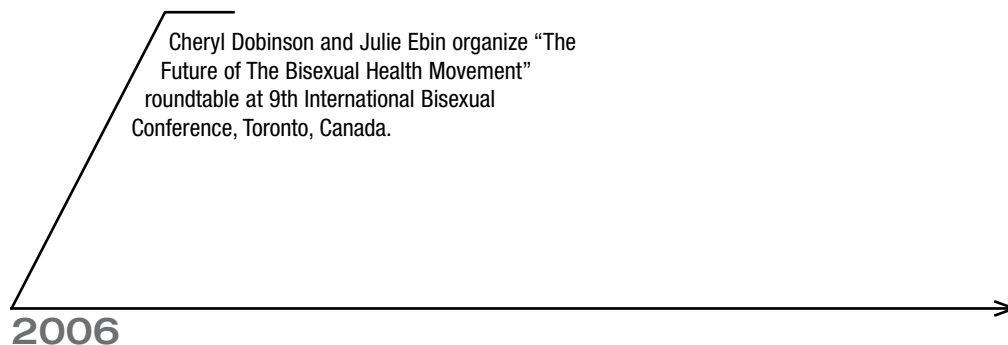 Cheryl Dobinson and Julie Ebin organize “The
Future of The Bisexual Health Movement”
roundtable at 9th International Bisexual
Conference, Toronto, Canada.
2006